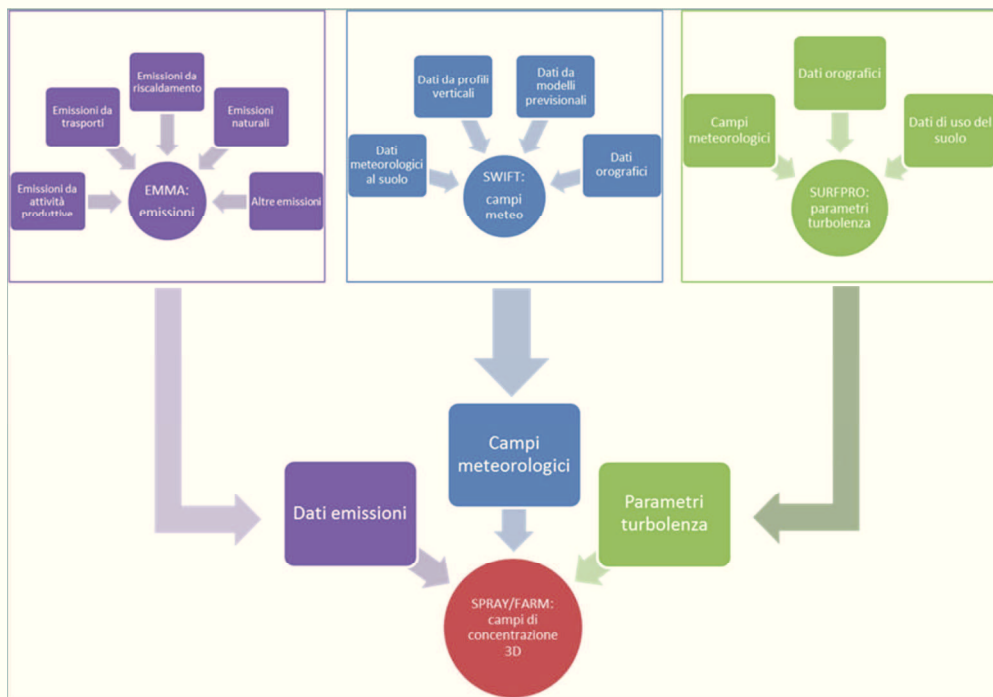 Emissioni da
riscaldamento
Emissioni da
trasporti
Emissioni
naturali
Emissioni da
attività
produttive
EMMA:
emissioni
Altre emissioni
Dati da profili
verticali
Dati da
modelli
previsionali
Dati
meteorologici
al suolo
SWIFT:
campi
meteo
Dati
orografici
Dati orografici
Campi
meteorologici
Dati di uso del
suolo
SURFPRO:
parametri
turbolenza
Campi
meteorologici
Dati emissioni
Parametri
turbolenza
SPRAY/FARM:
campi di
concentrazione
3D